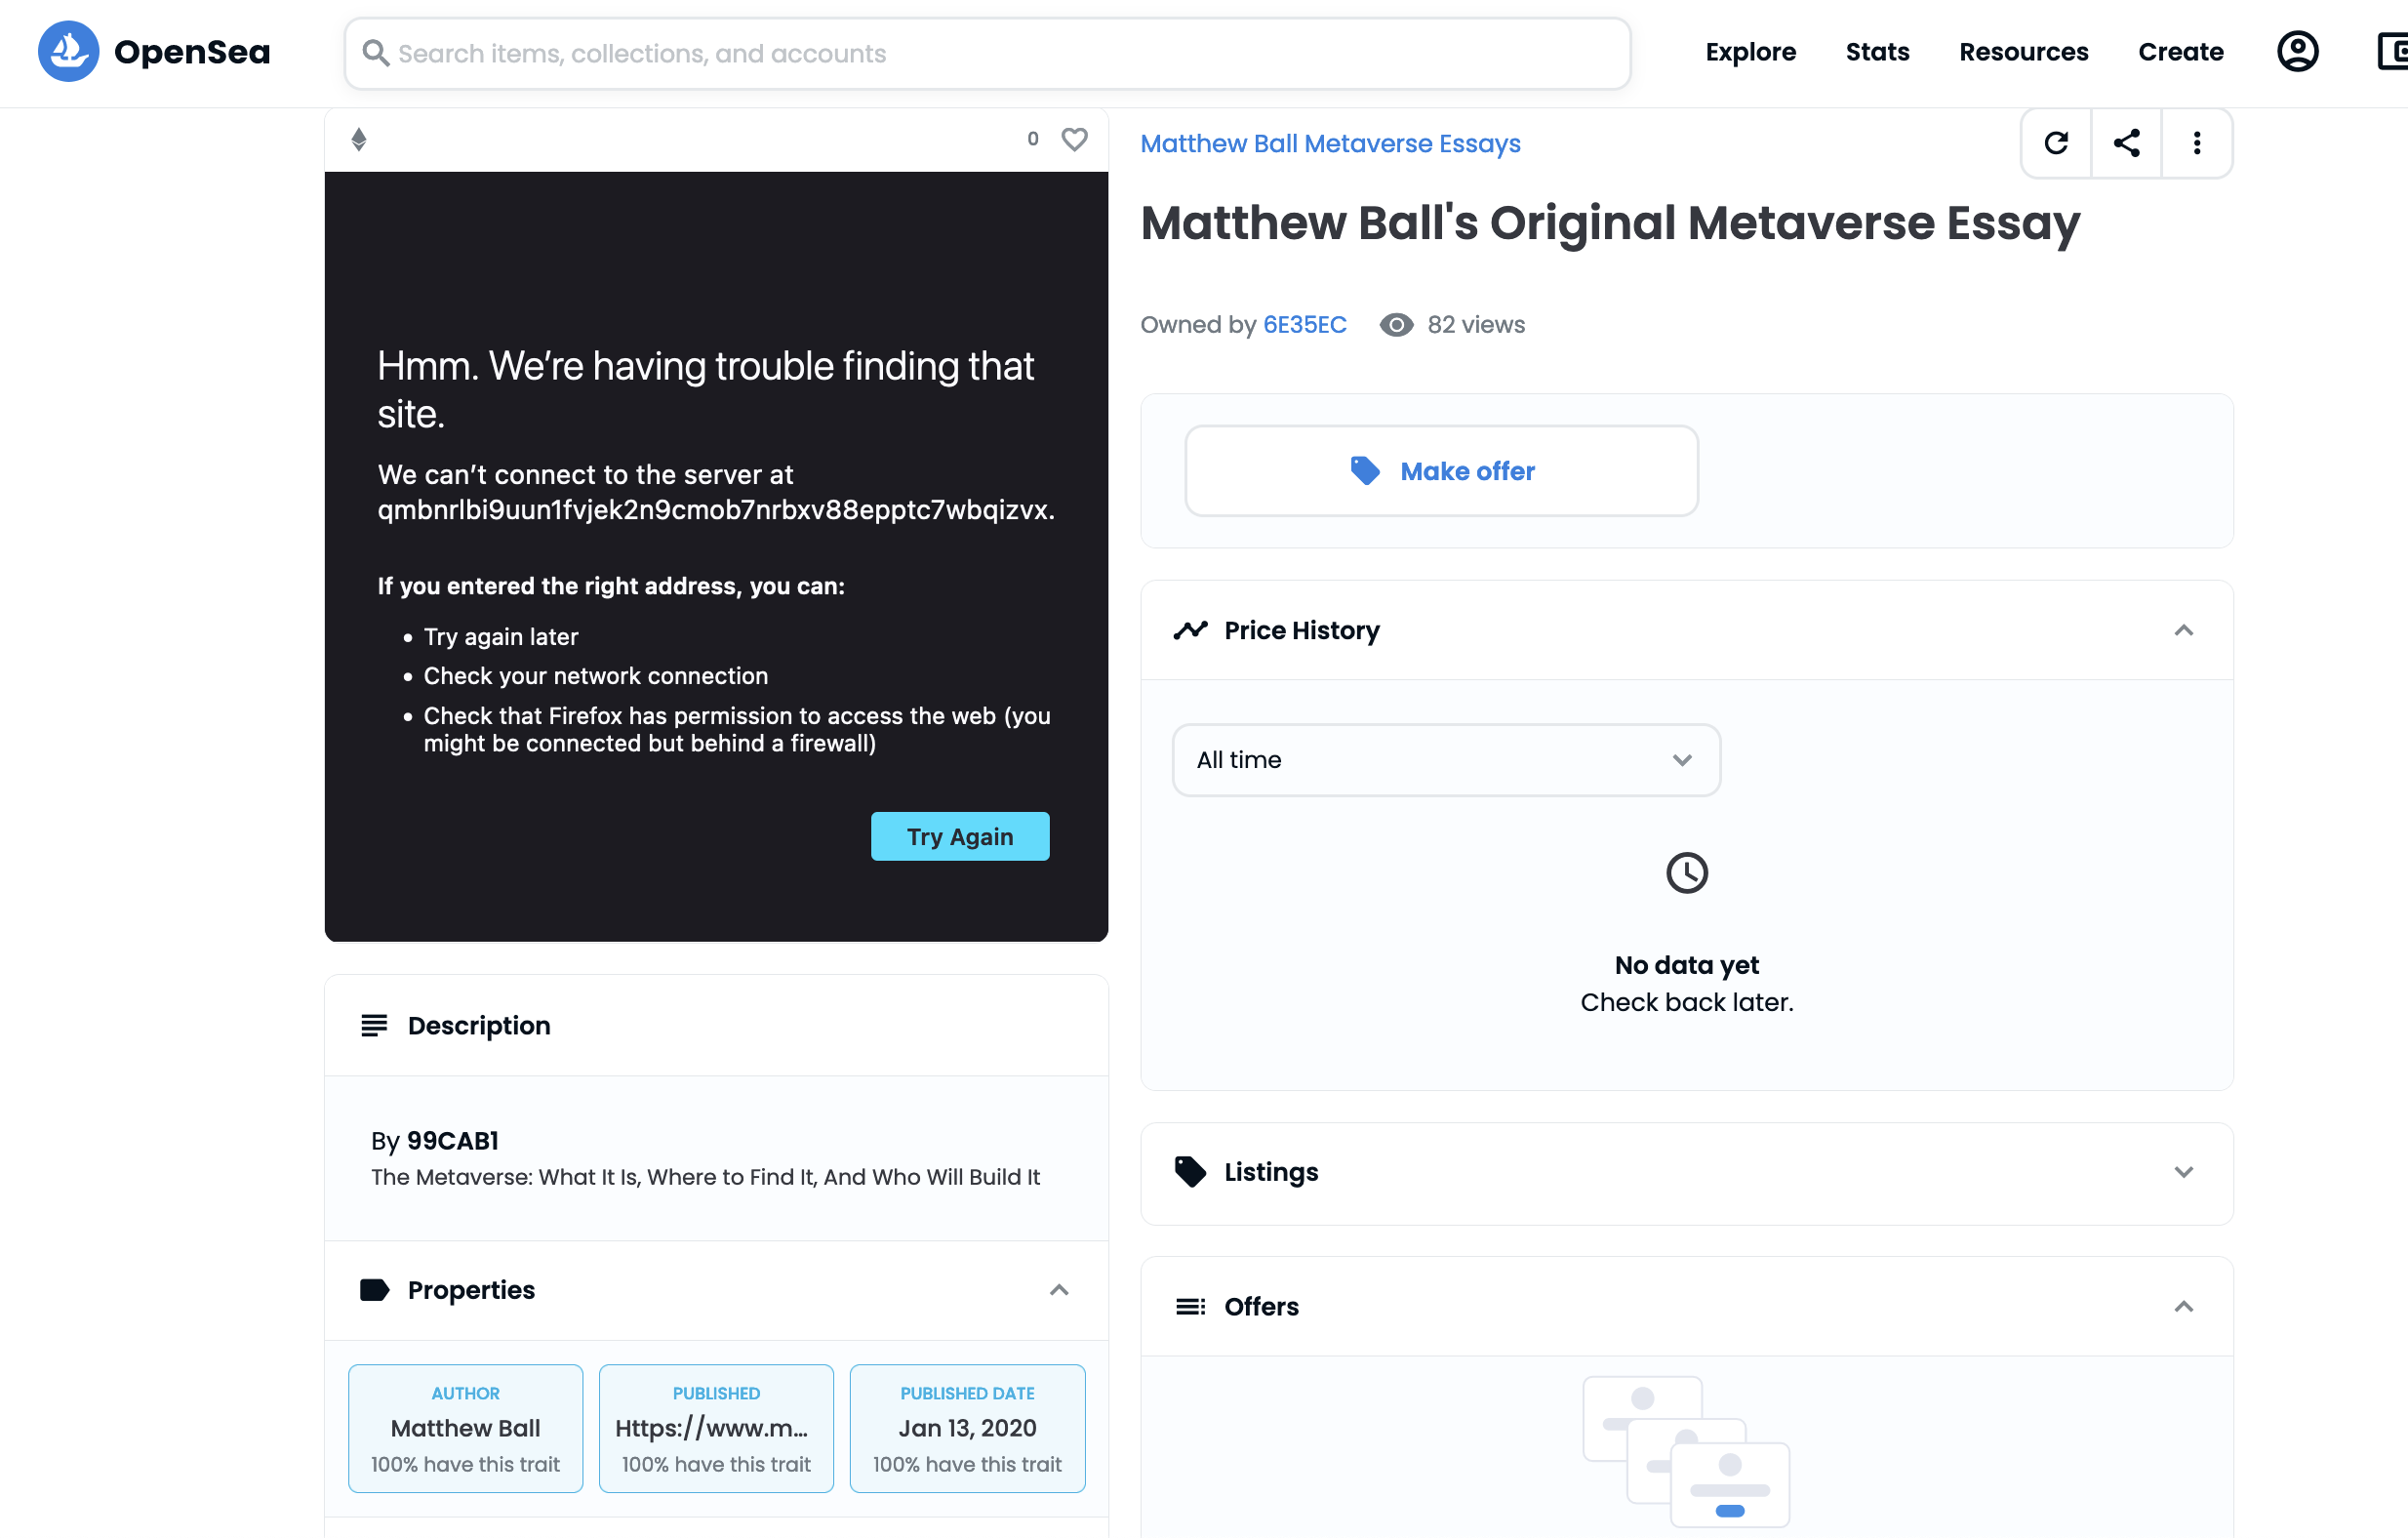 OpenSea
Search items, collections, and accounts
Explore
Stats
Resources
Create
0
Hmm. We’re having trouble finding that
site.
We can’t connect to the server at
qmbnrlbi9uun1fvjek2n9cmob7nrbxv88epptc7wbqizvx.
If you entered the right address, you can:
Try again later
Check your network connection
Check that Firefox has permission to access the web (you
might be connected but behind a firewall)
Try Again
Description
By 99CAB1
The Metaverse: What It Is, Where to Find It, And Who Will Build It
Properties
AUTHOR
Matthew Ball
100% have this trait
PUBLISHED
Https://www.m...
100% have this trait
PUBLISHED DATE
Jan 13, 2020
100% have this trait
Matthew Ball Metaverse Essays
Matthew Ball's Original Metaverse Essay
Owned by 6E35EC
82 views
Make offer
Price History
All time
No data yet
Check back later.
Listings
Offers